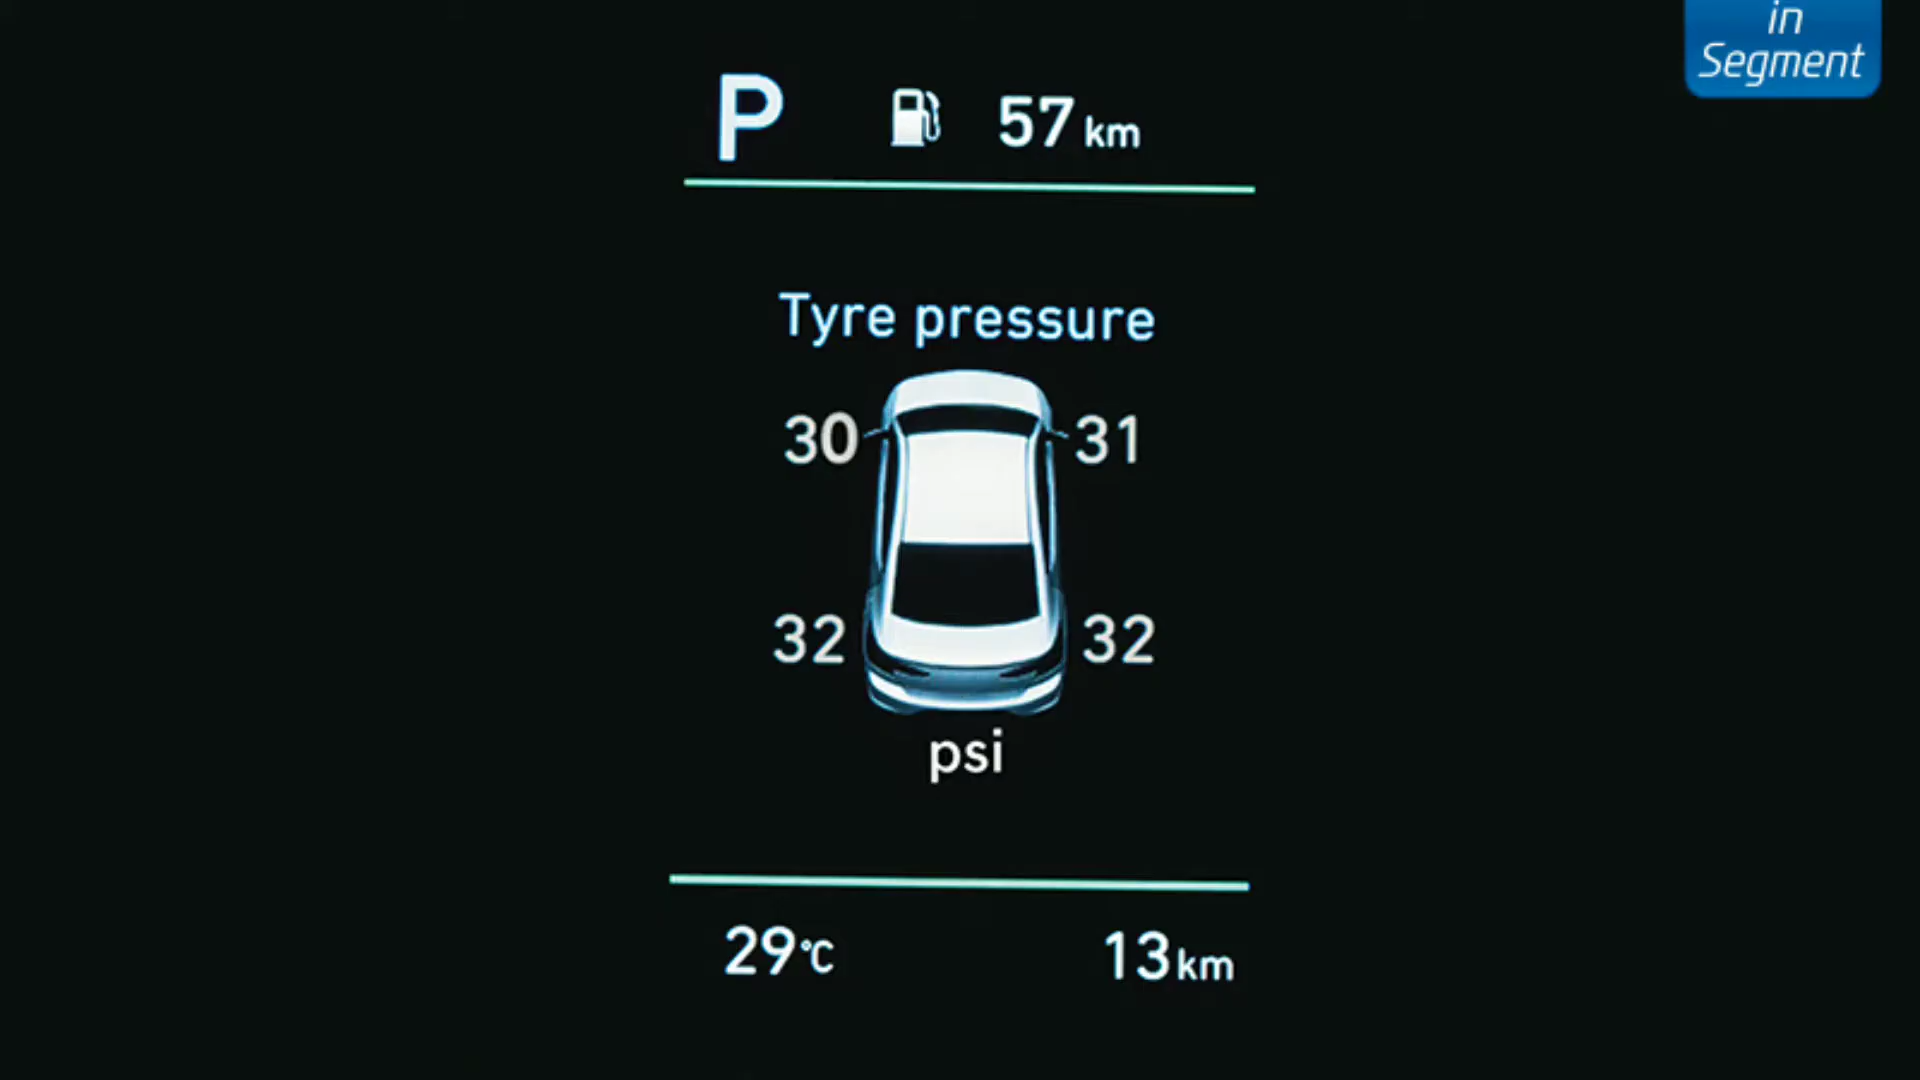 in
Segment
P 57 km
Tyre pressure
30 31
32 32
psi
29°C 13 km